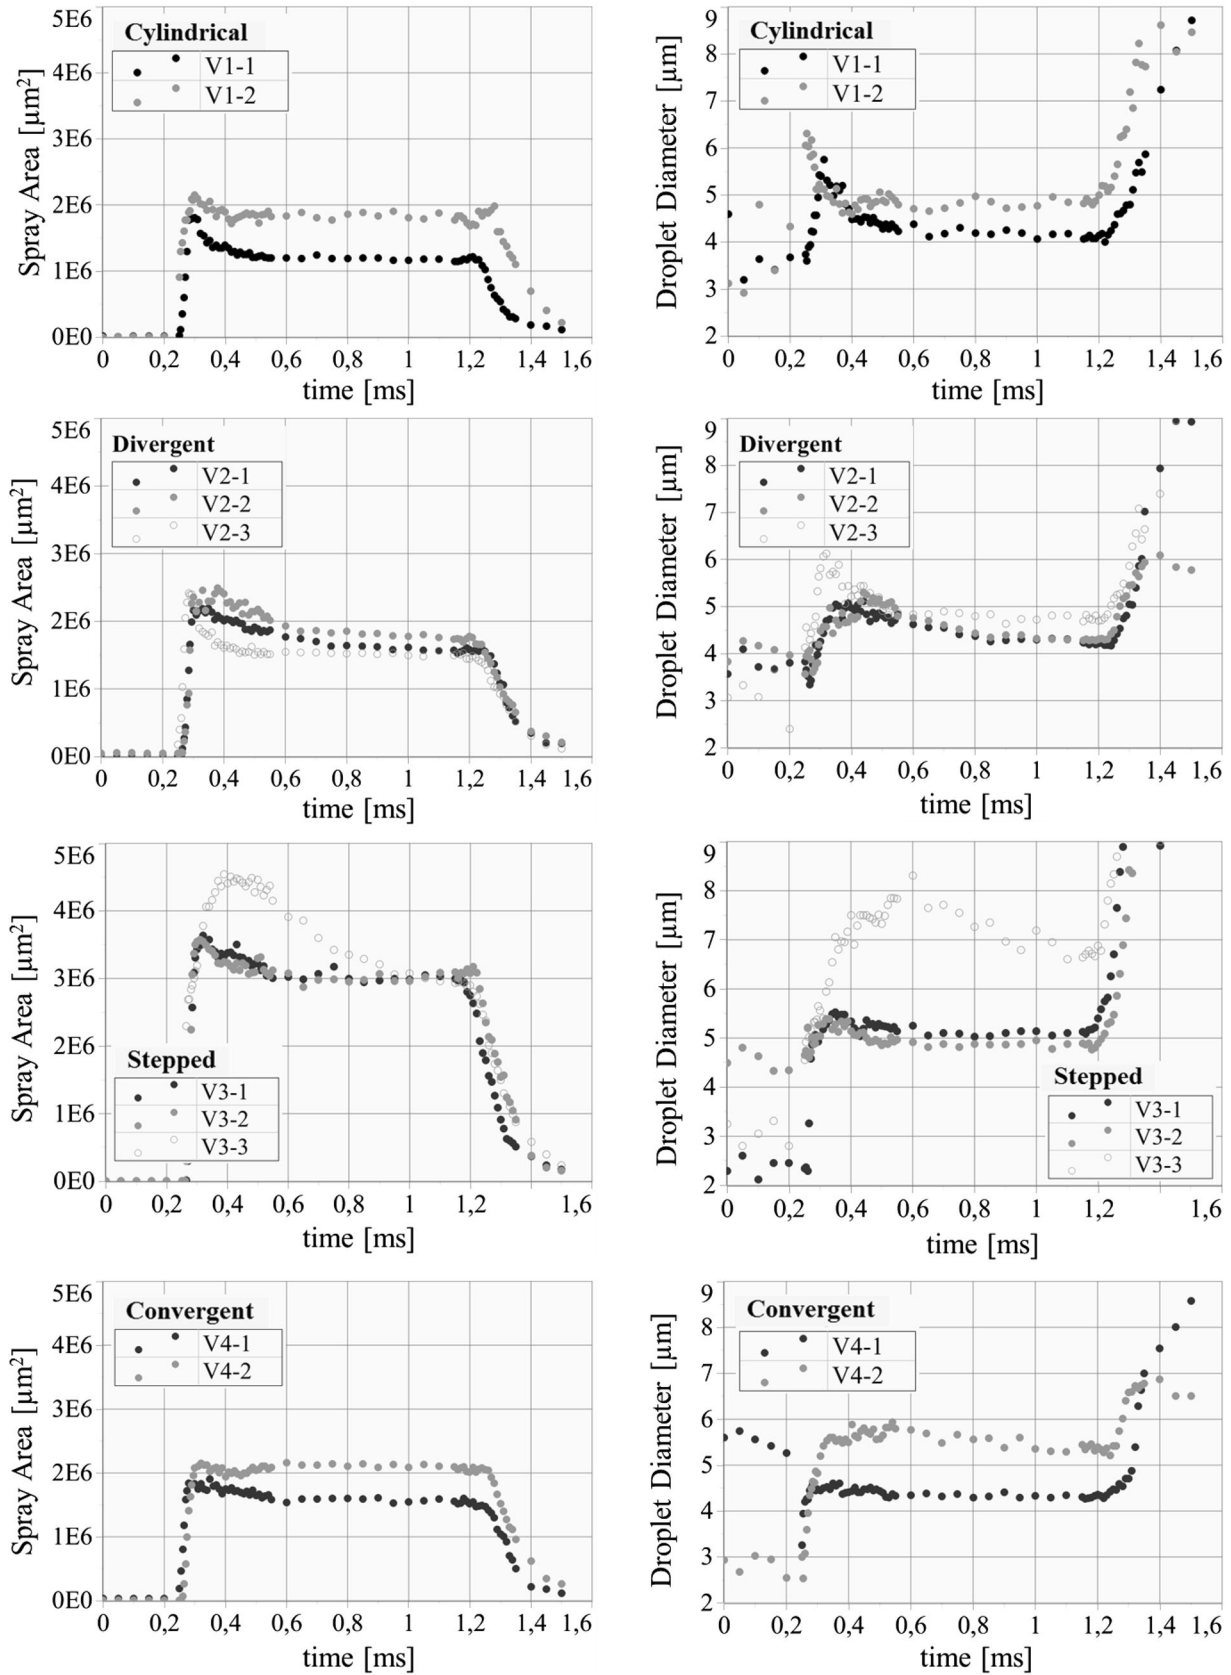 5E6
4E6
3E6
2E6
1E6
0E0
Spray Area [µm²]
Cylindrical
V1-1
V1-2
0 0,2 0,4 0,6 0,8 1 1,2 1,4 1,6
time [ms]
9
8
7
6
5
4
3
2
Droplet Diameter [µm]
Cylindrical
V1-1
V1-2
0 0,2 0,4 0,6 0,8 1 1,2 1,4 1,6
time [ms]
5E6
4E6
3E6
2E6
1E6
0E0
Spray Area [µm²]
Divergent
V2-1
V2-2
V2-3
0 0,2 0,4 0,6 0,8 1 1,2 1,4 1,6
time [ms]
9
8
7
6
5
4
3
2
Droplet Diameter [µm]
Divergent
V2-1
V2-2
V2-3
0 0,2 0,4 0,6 0,8 1 1,2 1,4 1,6
time [ms]
5E6
4E6
3E6
2E6
1E6
0E0
Spray Area [µm²]
Stepped
V3-1
V3-2
V3-3
0 0,2 0,4 0,6 0,8 1 1,2 1,6
time [ms]
9
8
7
6
5
4
3
2
Droplet Diameter [µm]
Stepped
V3-1
V3-2
V3-3
0 0,2 0,4 0,6 0,8 1 1,2 1,4 1,6
time [ms]
5E6
4E6
3E6
2E6
1E6
0E0
Spray Area [µm²]
Convergent
V4-1
V4-2
0 0,2 0,4 0,6 0,8 1 1,2 1,4 1,6
time [ms]
9
8
7
6
5
4
3
2
Droplet Diameter [µm]
Convergent
V4-1
V4-2
0 0,2 0,4 0,6 0,8 1 1,2 1,4 1,6
time [ms]